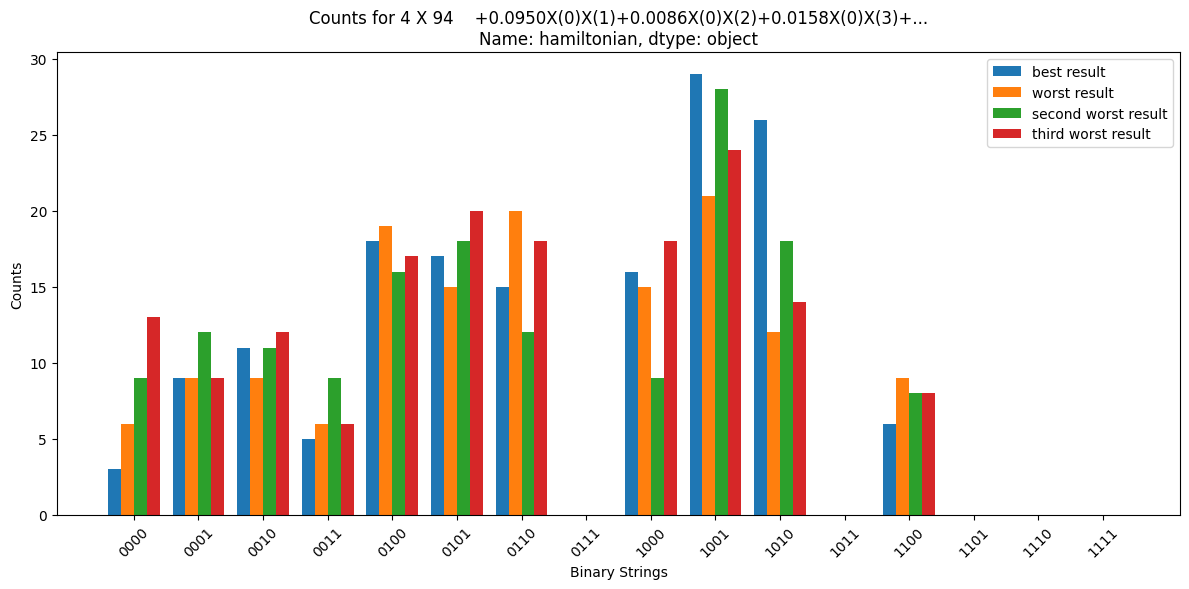 Counts for 4 X 94    +0.0950X(0)X(1)+0.0086X(0)X(2)+0.0158X(0)X(3)+...
Name: hamiltonian, dtype: object
best result
worst result
second worst result
third worst result
Counts
30
25
20
15
10
5
0
0000
0001
0010
0011
0100
0101
0110
0111
1000
1001
1010
1011
1100
1101
1110
1111
Binary Strings